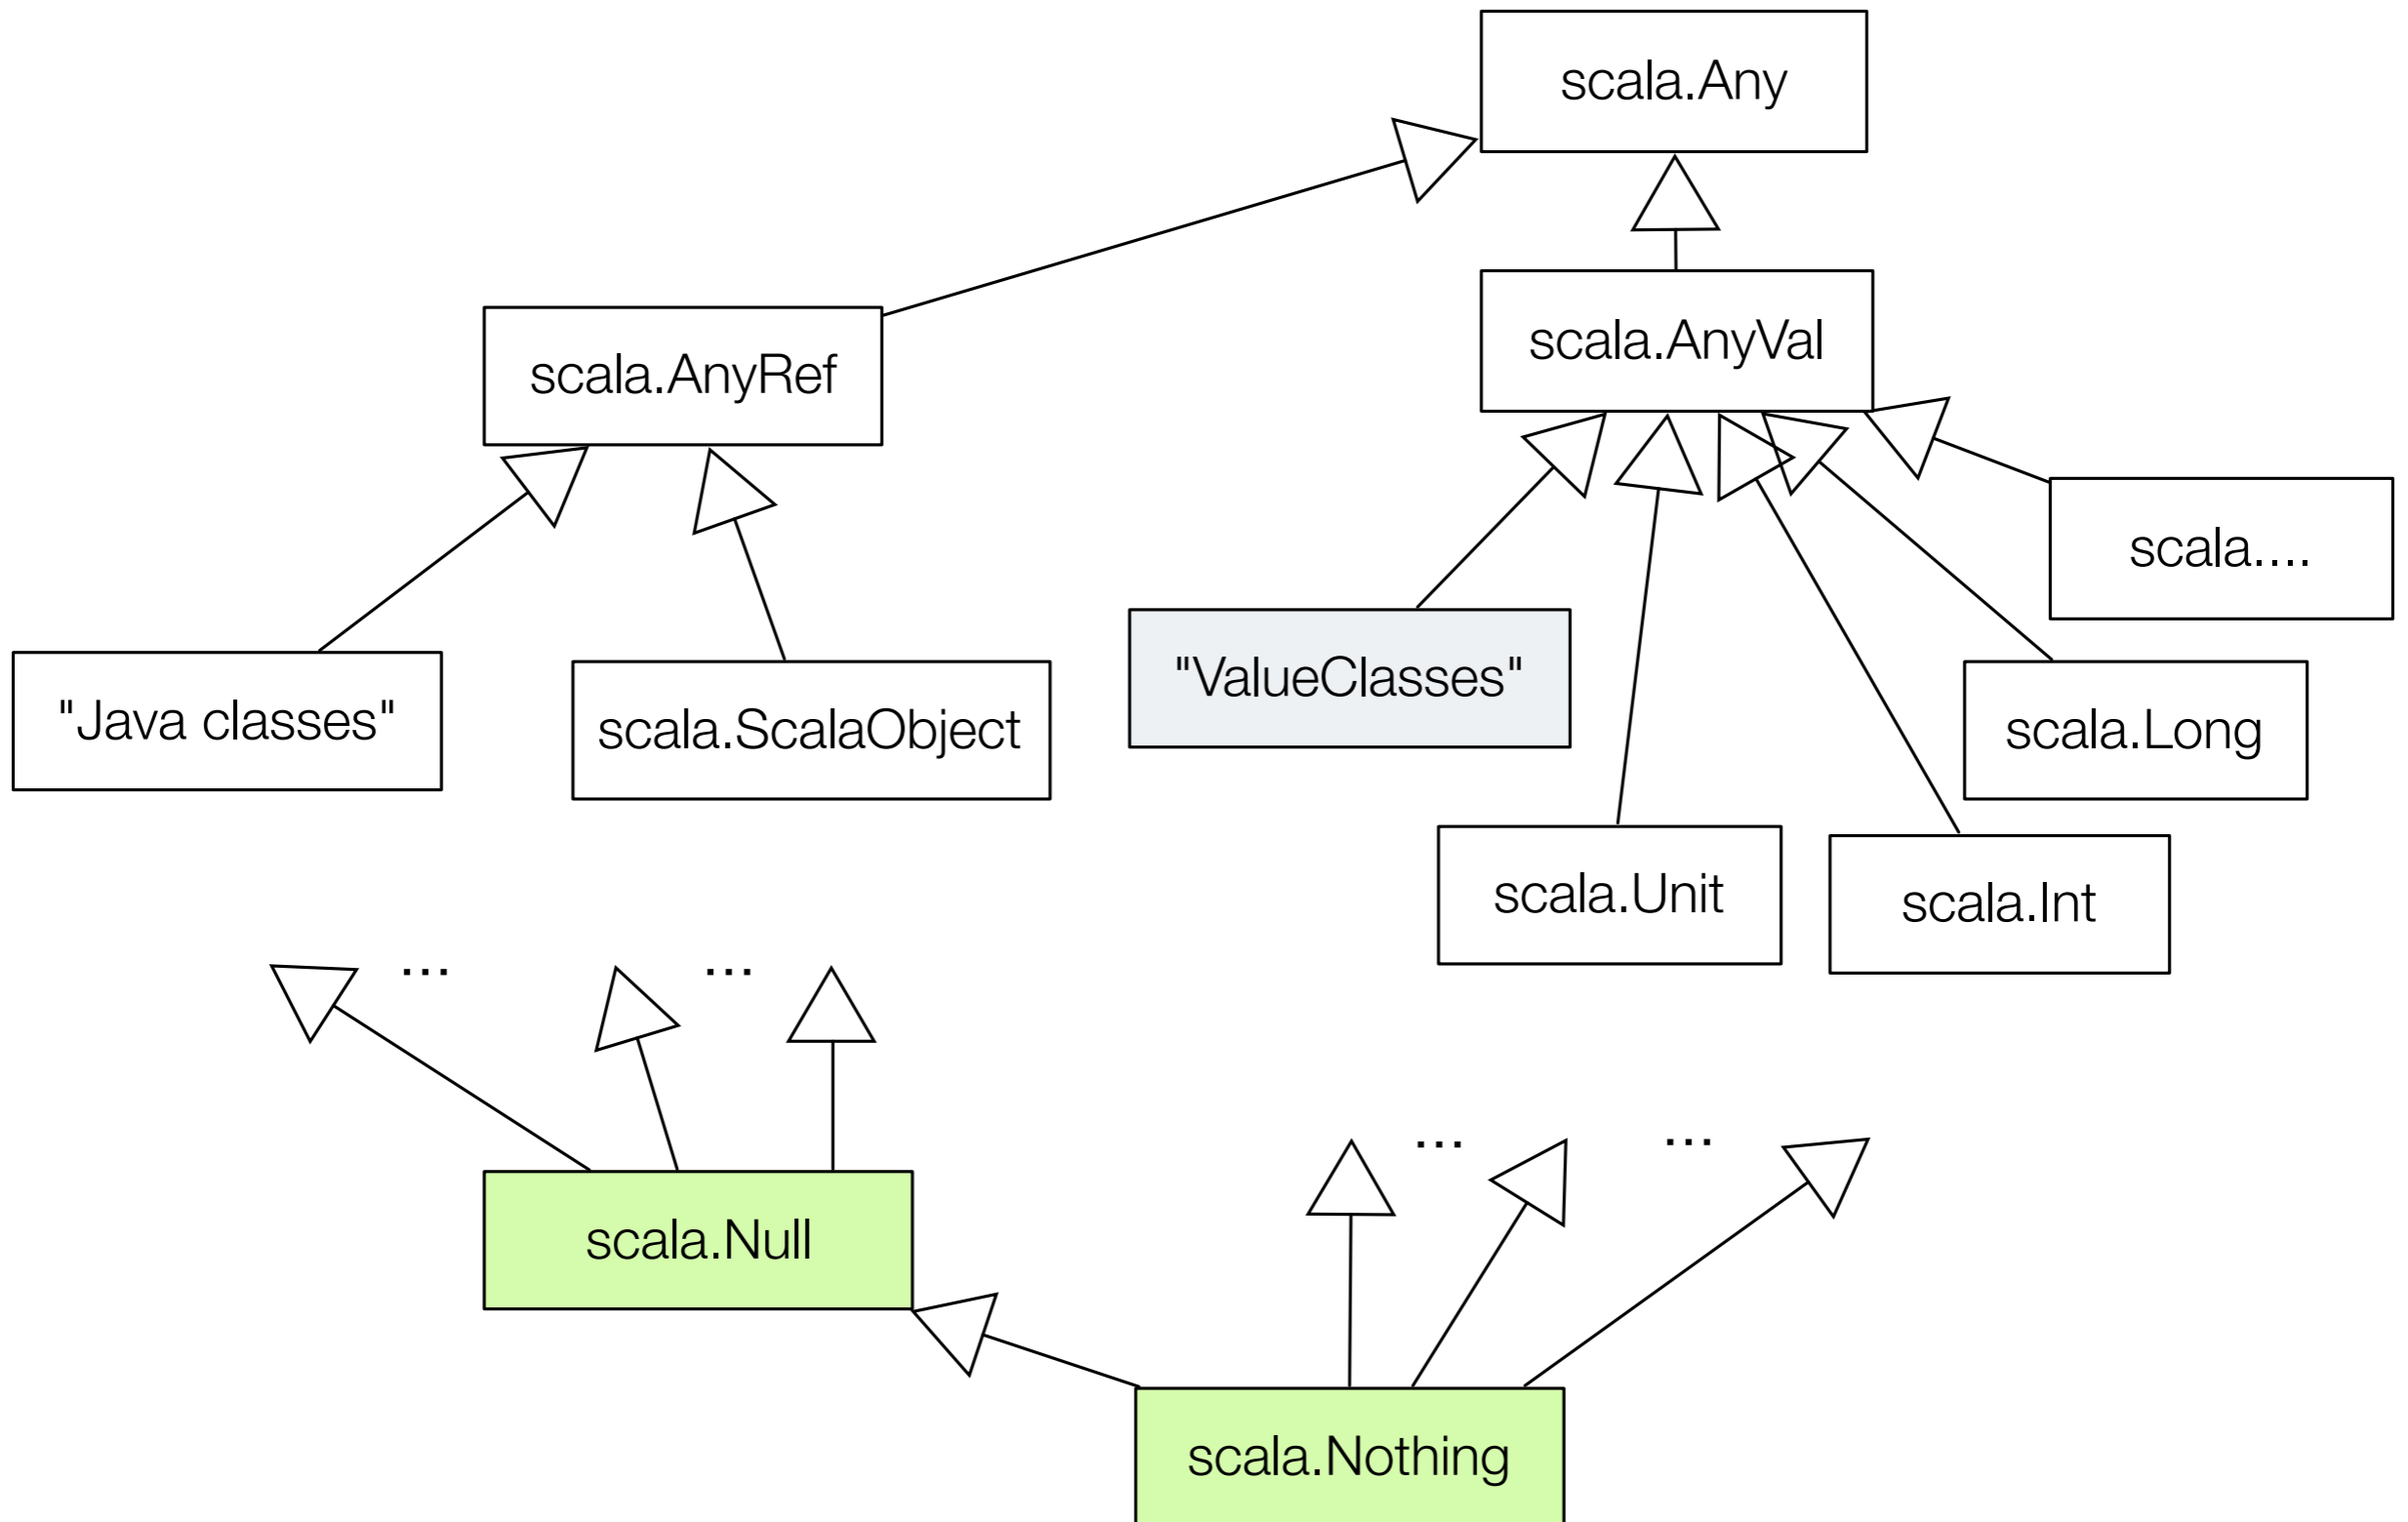 scala.Any
scala.AnyVal
scala.AnyRef
scala....
"ValueClasses"
"Java classes"
scala.ScalaObject
scala.Long
scala.Unit
scala.Int
... ...
... ...
scala.Null
scala.Nothing